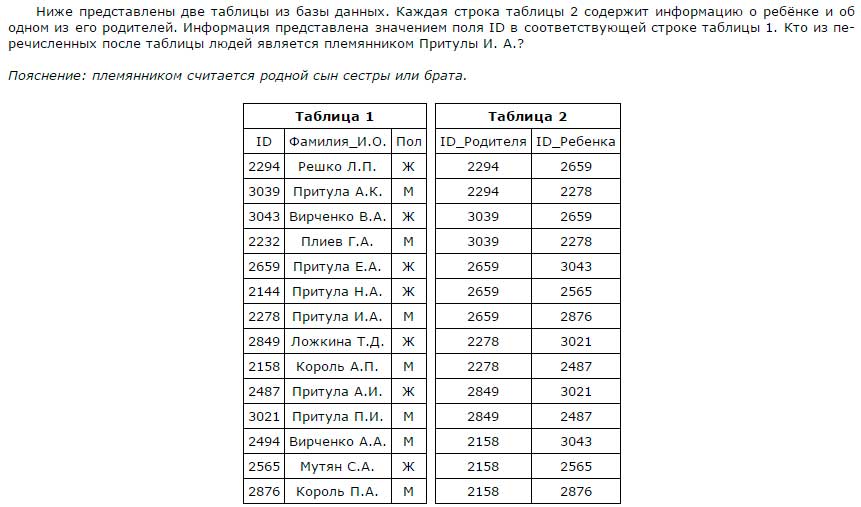 Ниже представлены две таблицы из базы данных. Каждая строка таблицы 2 содержит информацию о ребёнке и об
одном из его родителей. Информация представлена значением поля ID в соответствующей строке таблицы 1. Кто из пе-
речисленных после таблицы людей является племянником Притулы И. А.?
Пояснение: племянником считается родной сын сестры или брата.
Таблица 1
ID Фамилия_И.О. Пол
2294 Решко Л.П. Ж
3039 Притула А.К. М
3043 Вирченко В.А. Ж
2232 Плиев Г.А. М
2659 Притула Е.А. Ж
2144 Притула Н.А. Ж
2278 Притула И.А. М
2849 Ложкина Т.Д. Ж
2158 Король А.П. М
2487 Притула А.И. Ж
3021 Притула П.И. М
2494 Вирченко А.А. М
2565 Мутян С.А. Ж
2876 Король П.А. М
Таблица 2
ID_Родителя ID_Ребенка
2294 2659
2294 2278
3039 2659
3039 2278
2659 3043
2659 2565
2659 2876
2278 3021
2278 2487
2849 3021
2849 2487
2158 3043
2158 2565
2158 2876